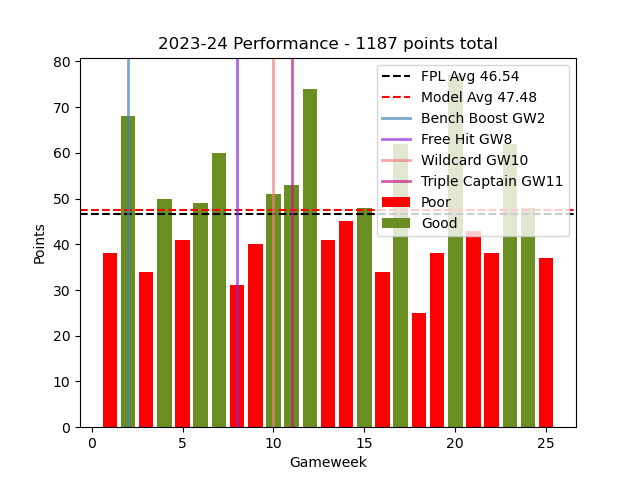 2023-24 Performance - 1187 points total
FPL Avg 46.54
Model Avg 47.48
Bench Boost GW2
Free Hit GW8
Wildcard GW10
Triple Captain GW11
Poor
Good
Points
80
70
60
50
40
30
20
10
0
0 5 10 15 20 25
Gameweek